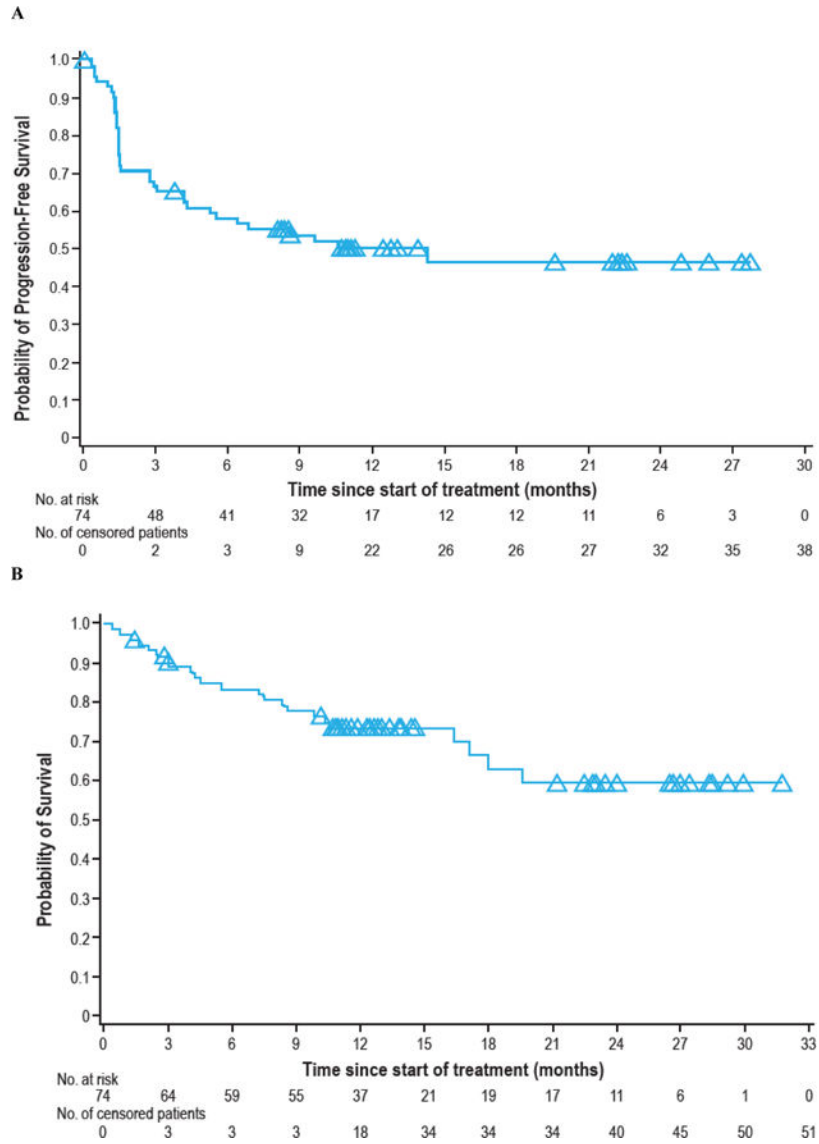 A
1.0
0.9
0.8
0.7
0.6
0.5
0.4
0.3
0.2
0.1
0
Probability of Progression-Free Survival
0 3 6 9 12 15 18 21 24 27 30
Time since start of treatment (months)
No. at risk
74 48 41 32 17 12 12 11 6 3 0
No. of censored patients
0 2 3 9 22 26 26 27 32 35 38
B
1.0
0.9
0.8
0.7
0.6
0.5
0.4
0.3
0.2
0.1
0
Probability of Survival
0 3 6 9 12 15 18 21 24 27 30 33
Time since start of treatment (months)
No. at risk
74 64 59 55 37 21 19 17 11 6 1 0
No. of censored patients
0 3 3 3 18 34 34 34 40 45 50 51